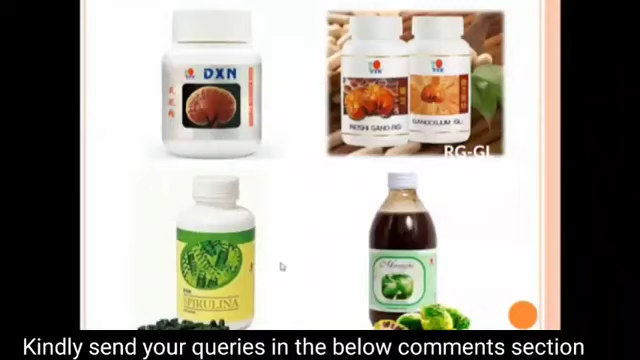 DXN
REISHI GANO (RG)
GANOCELIUM (GL)
RG-GL
SPIRULINA
Kindly send your queries in the below comments section